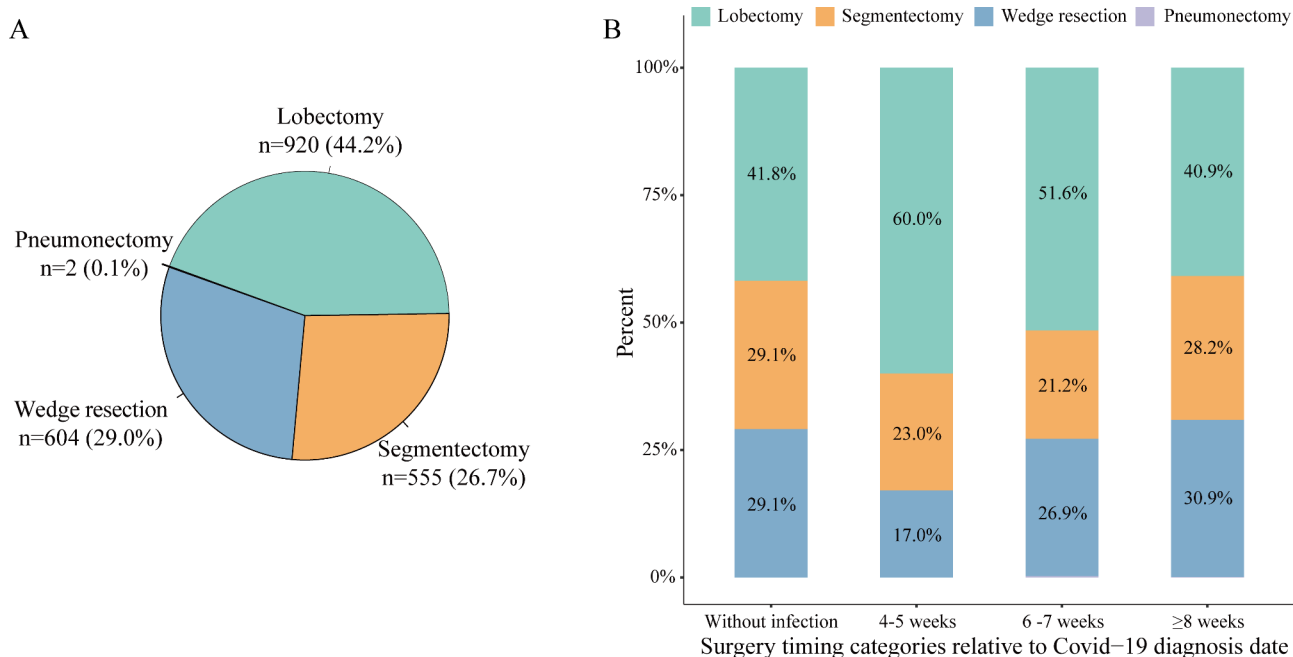 A
Lobectomy
n=920 (44.2%)
Pneumonectomy
n=2 (0.1%)
Wedge resection
n=604 (29.0%)
Segmentectomy
n=555 (26.7%)
B
Lobectomy Segmentectomy Wedge resection Pneumonectomy
Percent
100%
75%
50%
25%
0%
41.8%
29.1%
29.1%
60.0%
23.0%
17.0%
51.6%
21.2%
26.9%
40.9%
28.2%
30.9%
Without infection 4-5 weeks 6 -7 weeks ≥8 weeks
Surgery timing categories relative to Covid−19 diagnosis date